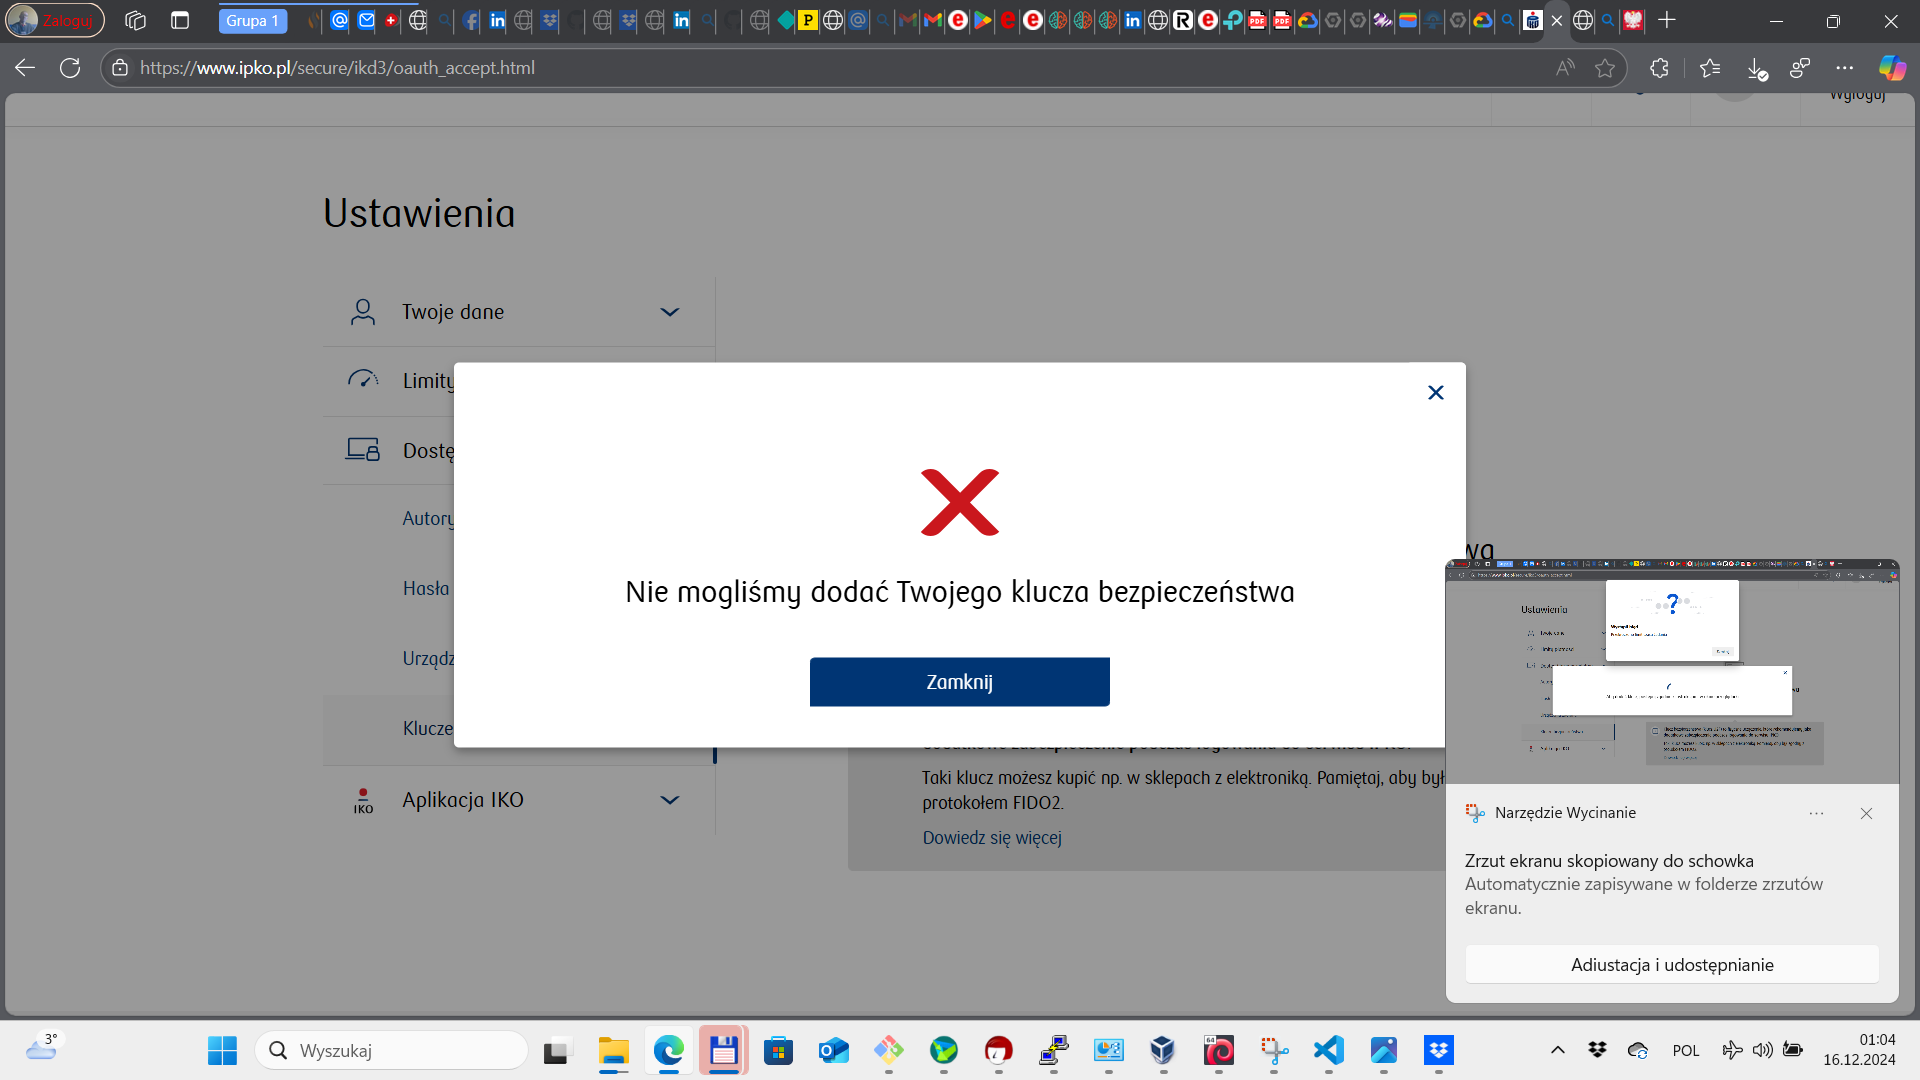 Zaloguj
Grupa 1
https://www.ipko.pl/secure/ikd3/oauth_accept.html
Wyloguj
Ustawienia
Twoje dane
Limity
Dostę
Autory
Hasła
Urządz
Klucze
Aplikacja IKO
IKO
Nie mogliśmy dodać Twojego klucza bezpieczeństwa
Zamknij
wa
Taki klucz możesz kupić np. w sklepach z elektroniką. Pamiętaj, aby był
protokołem FIDO2.
Dowiedz się więcej
Ustawienia
Narzędzie Wycinanie
Zrzut ekranu skopiowany do schowka
Automatycznie zapisywane w folderze zrzutów
ekranu.
Adiustacja i udostępnianie
3°
Wyszukaj
POL
01:04
16.12.2024